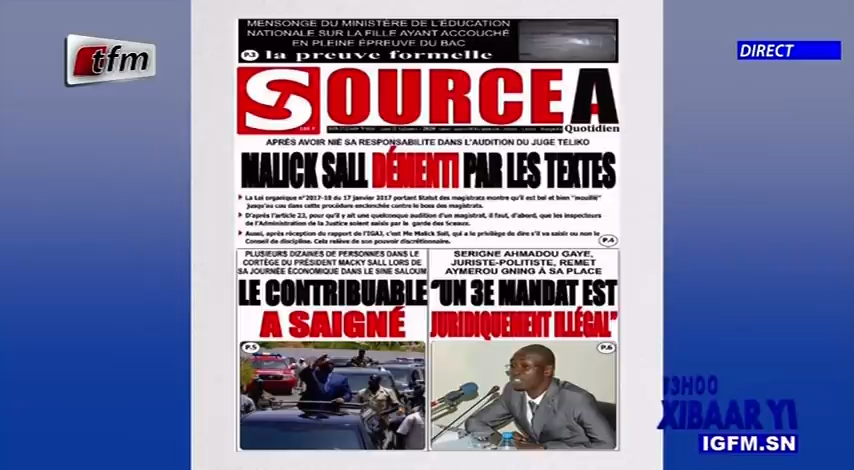 MENSONGE DU MINISTÈRE DE L'ÉDUCATION
NATIONALE SUR LA FILLE AYANT ACCOUCHÉ
EN PLEINE ÉPREUVE DU BAC
P.3 la preuve formelle
tfm
DIRECT
SOURCE A
Quotidien
APRÈS AVOIR NIÉ SA RESPONSABILITE DANS L'AUDITION DU JUGE TELIKO
MALICK SALL DÉMENTI PAR LES TEXTES
La Loi organique n°2017-10 du 17 janvier 2017 portant Statut des magistrats montre qu'il est bel et bien "mouillé"
jusqu'au cou dans cette procédure enclenchée contre le boss des magistrats.
D'après l'article 23, pour qu'il y ait une quelconque audition d'un magistrat, il faut, d'abord, que les inspecteurs
de l'Administration de la Justice soient saisis par le garde des Sceaux.
Aussi, après réception du rapport de l'IGAJ, c'est Me Malick Sall, qui a le privilège de dire s'il va saisir ou non le
Conseil de discipline. Cela relève de son pouvoir discrétionnaire.
P.4
PLUSIEURS DIZAINES DE PERSONNES DANS LE
CORTÈGE DU PRÉSIDENT MACKY SALL LORS DE
SA JOURNÉE ÉCONOMIQUE DANS LE SINE SALOUM
LE CONTRIBUABLE
A SAIGNÉ
P.5
SERIGNE AHMADOU GAYE,
JURISTE-POLITISTE, REMET
AYMEROU GNING À SA PLACE
"UN 3E MANDAT EST
JURIDIQUEMENT ILLÉGAL"
P.6
13H00
XIBAAR YI
IGFM.SN